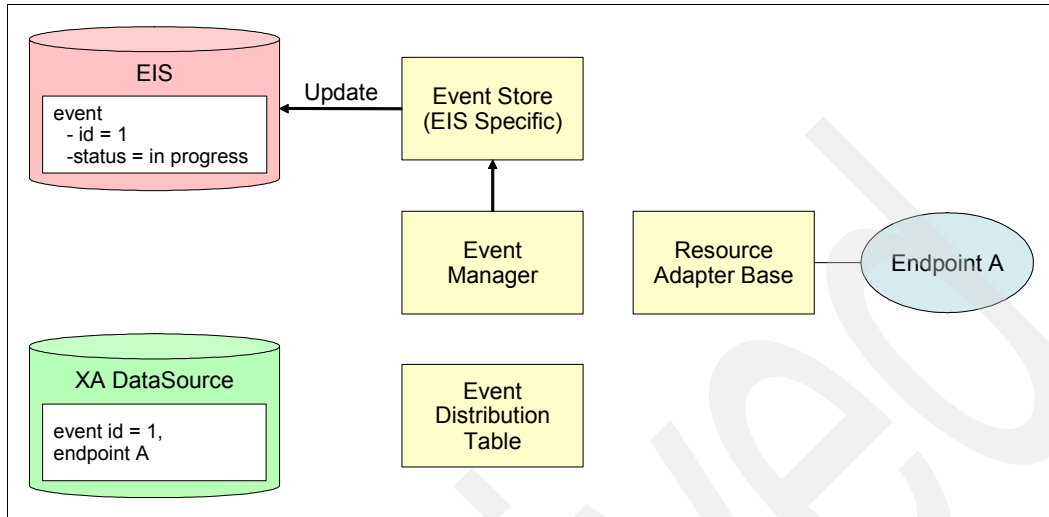 EIS
event
- id = 1
-status = in progress
Update
Event Store
(EIS Specific)
Event
Manager
Resource
Adapter Base
Endpoint A
XA DataSource
event id = 1,
endpoint A
Event
Distribution
Table